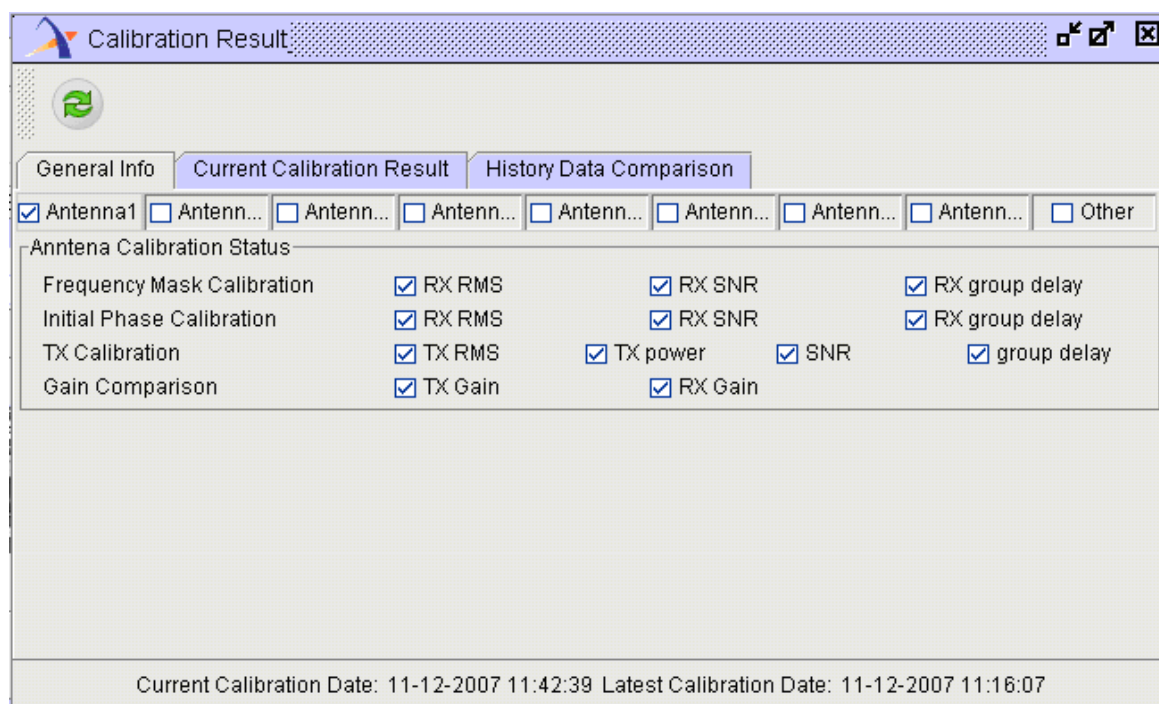 Calibration Result
General Info Current Calibration Result History Data Comparison
Antenna1 Antenn... Antenn... Antenn... Antenn... Antenn... Antenn... Antenn... Other
Anntena Calibration Status
Frequency Mask Calibration RX RMS RX SNR RX group delay
Initial Phase Calibration RX RMS RX SNR RX group delay
TX Calibration TX RMS TX power SNR group delay
Gain Comparison TX Gain RX Gain
Current Calibration Date: 11-12-2007 11:42:39 Latest Calibration Date: 11-12-2007 11:16:07